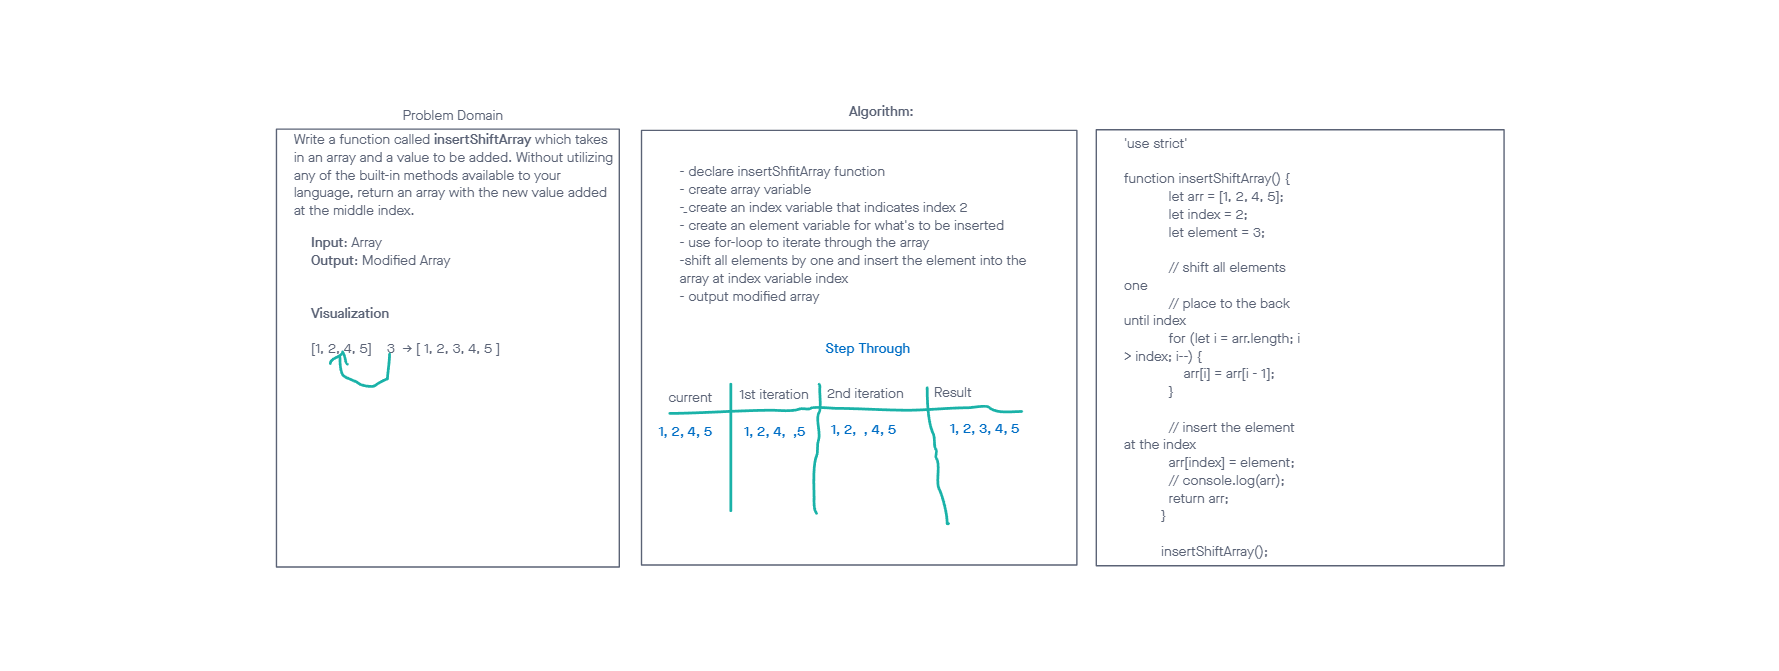 Problem Domain
Write a function called insertShiftArray which takes
in an array and a value to be added. Without utilizing
any of the built-in methods available to your
language, return an array with the new value added
at the middle index.
Input: Array
Output: Modified Array
Visualization
[1, 2, 4, 5] 3 → [ 1, 2, 3, 4, 5 ]
Algorithm:
- declare insertShfitArray function
- create array variable
- create an index variable that indicates index 2
- create an element variable for what's to be inserted
- use for-loop to iterate through the array
-shift all elements by one and insert the element into the
array at index variable index
- output modified array
Step Through
current 1st iteration 2nd iteration Result
1, 2, 4, 5 1, 2, 4, ,5 1, 2, , 4, 5 1, 2, 3, 4, 5
'use strict'
function insertShiftArray() {
let arr = [1, 2, 4, 5];
let index = 2;
let element = 3;
// shift all elements
one
// place to the back
until index
for (let i = arr.length; i
> index; i--) {
arr[i] = arr[i - 1];
}
// insert the element
at the index
arr[index] = element;
// console.log(arr);
return arr;
}
insertShiftArray();